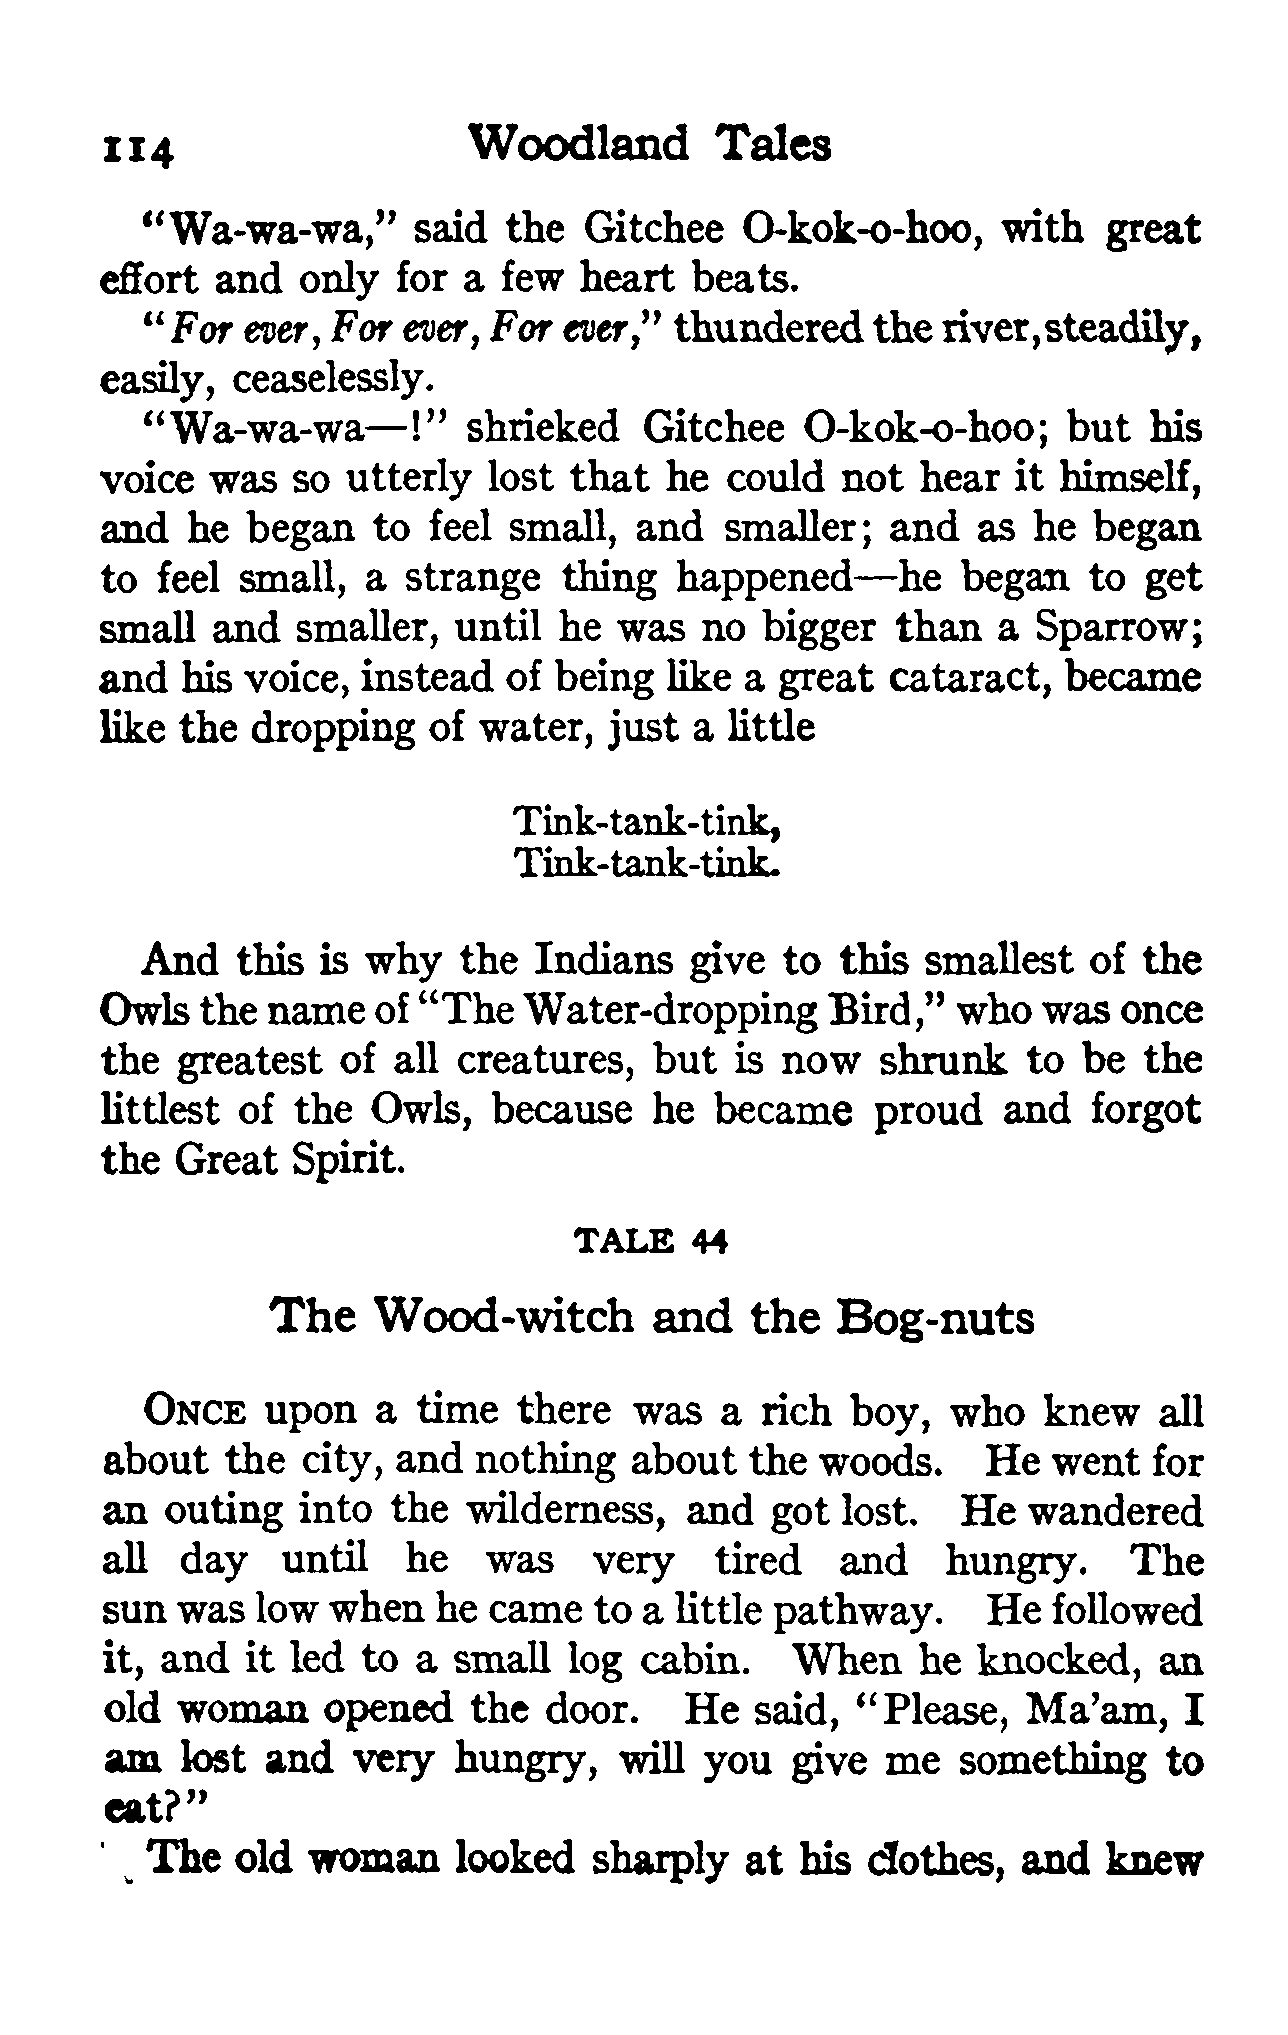 114 Woodland Tales
"Wa-wa-wa," said the Gitchee O-kok-o-hoo, with great
effort and only for a few heart beats.
"For ever, For ever, For ever," thundered the river, steadily,
easily, ceaselessly.
"Wa-wa-wa—!" shrieked Gitchee O-kok-o-hoo; but his
voice was so utterly lost that he could not hear it himself,
and he began to feel small, and smaller; and as he began
to feel small, a strange thing happened—he began to get
small and smaller, until he was no bigger than a Sparrow;
and his voice, instead of being like a great cataract, became
like the dropping of water, just a little
Tink-tank-tink,
Tink-tank-tink.
And this is why the Indians give to this smallest of the
Owls the name of "The Water-dropping Bird," who was once
the greatest of all creatures, but is now shrunk to be the
littlest of the Owls, because he became proud and forgot
the Great Spirit.
TALE 44
The Wood-witch and the Bog-nuts
ONCE upon a time there was a rich boy, who knew all
about the city, and nothing about the woods. He went for
an outing into the wilderness, and got lost. He wandered
all day until he was very tired and hungry. The
sun was low when he came to a little pathway. He followed
it, and it led to a small log cabin. When he knocked, an
old woman opened the door. He said, "Please, Ma'am, I
am lost and very hungry, will you give me something to
eat?"
The old woman looked sharply at his clothes, and knew